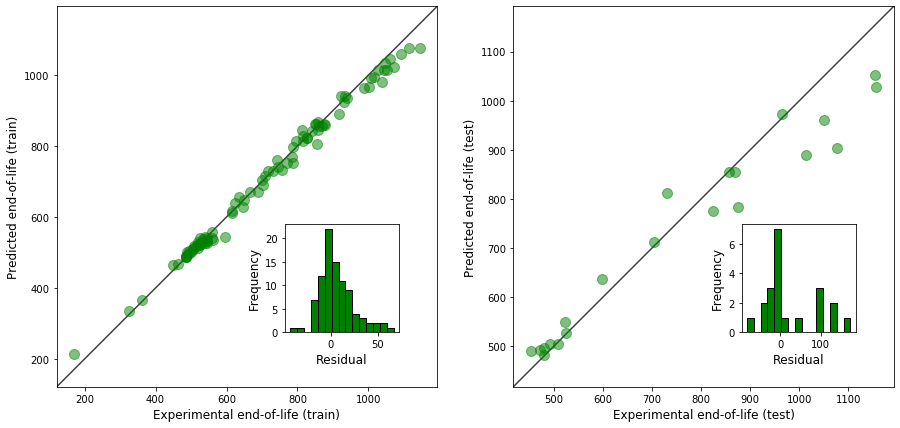 1000
800
600
400
200
Predicted end-of-life (train)
200 400 600 800 1000
Experimental end-of-life (train)
20
15
10
5
0
Frequency
0 50
Residual
1100
1000
900
800
700
600
500
Predicted end-of-life (test)
500 600 700 800 900 1000 1100
Experimental end-of-life (test)
6
4
2
0
Frequency
0 100
Residual